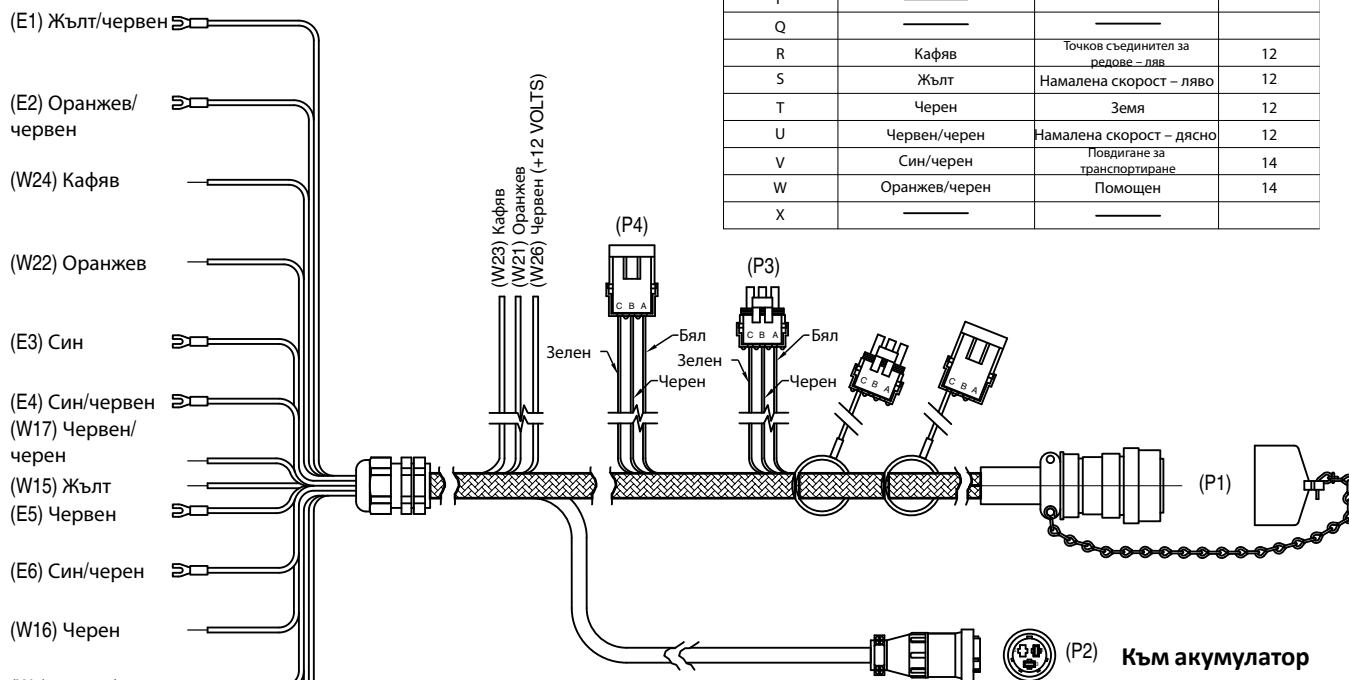 Q
R Кафяв Точков съединител за
редове – ляв 12
S Жълт Намалена скорост – ляво 12
T Черен Земя 12
U Червен/черен Намалена скорост – дясно 12
V Син/черен Повдигане за
транспортиране 14
W Оранжев/черен Помощен 14
X
(E1) Жълт/червен
(E2) Оранжев/
червен
(W24) Кафяв
(W22) Оранжев
(E3) Син
(E4) Син/червен
(W17) Червен/
черен
(W15) Жълт
(E5) Червен
(E6) Син/черен
(W16) Черен
(W23) Кафяв
(W21) Оранжев
(W26) Червен (+12 VOLTS)
(P4)
C B A
Зелен
Бял
Черен
(P3)
C B A
Зелен
Бял
Черен
C B A
C B A
(P1)
(P2)
Към акумулатор